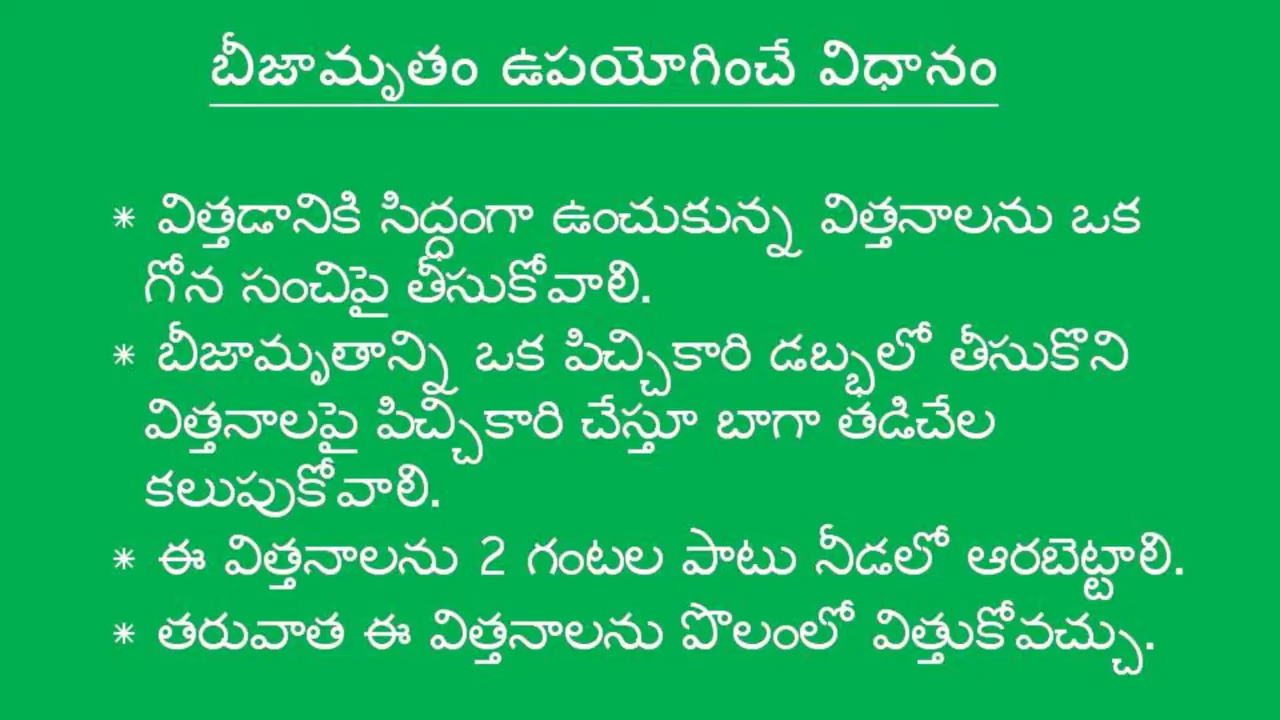 బీజామృతం ఉపయోగించే విధానం
* విత్తడానికి సిద్ధంగా ఉంచుకున్న విత్తనాలను ఒక
గోన సంచిపై తీసుకోవాలి.
* బీజామృతాన్ని ఒక పిచ్చికారి డబ్భలో తీసుకొని
విత్తనాలపై పిచ్చికారి చేస్తూ బాగా తడిచేల
కలుపుకోవాలి.
* ఈ విత్తనాలను 2 గంటల పాటు నీడలో ఆరబెట్టాలి.
* తరువాత ఈ విత్తనాలను పొలంలో విత్తుకోవచ్చు.